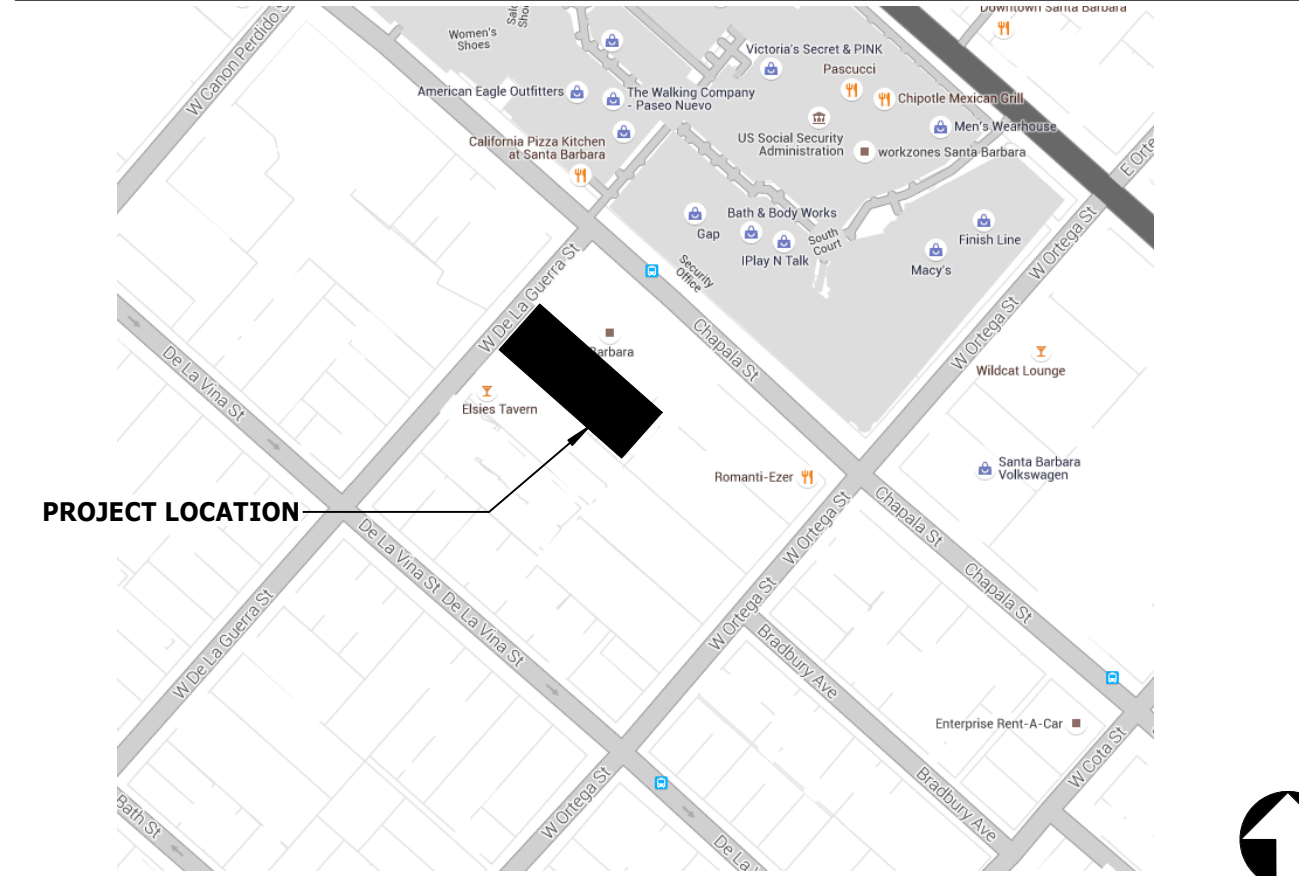 Downtown Santa Barbara
W Canon Perdido S
Salo
Sho
Women's
Shoes
Victoria's Secret & PINK
Pascucci
American Eagle Outfitters
The Walking Company
- Paseo Nuevo
Chipotle Mexican Grill
US Social Security
Administration
Men's Wearhouse
California Pizza Kitchen
at Santa Barbara
workzones Santa Barbara
E Orte
Bath & Body Works
Gap
IPlay N Talk
South
Court
Finish Line
Macy's
W Ortega St
Security
Office
W De La Guerra St
Chapala St
W Ortega St
Barbara
Wildcat Lounge
De La Vina St
Elsies Tavern
Romanti-Ezer
Santa Barbara
Volkswagen
PROJECT LOCATION
W Ortega St
Chapala St
De La Vina St
De La Vina St
W De La Guerra St
W Ortega St
Chapala St
Bradbury Ave
Enterprise Rent-A-Car
W Cota St
Bath St
W Ortega St
Bradbury Ave
De La V